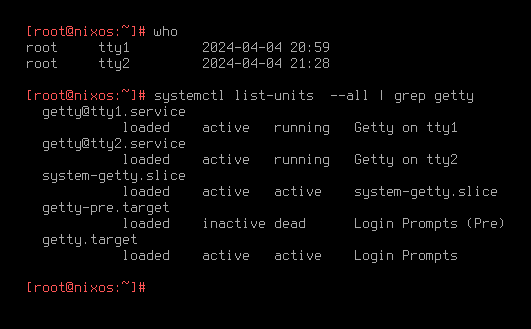 [root@nixos:~]# who
root     tty1         2024-04-04 20:59
root     tty2         2024-04-04 21:28
[root@nixos:~]# systemctl list-units  --all | grep getty
  getty@tty1.service
            loaded    active   running   Getty on tty1
  getty@tty2.service
            loaded    active   running   Getty on tty2
  system-getty.slice
            loaded    active   active    system-getty.slice
  getty-pre.target
            loaded    inactive dead      Login Prompts (Pre)
  getty.target
            loaded    active   active    Login Prompts
[root@nixos:~]#